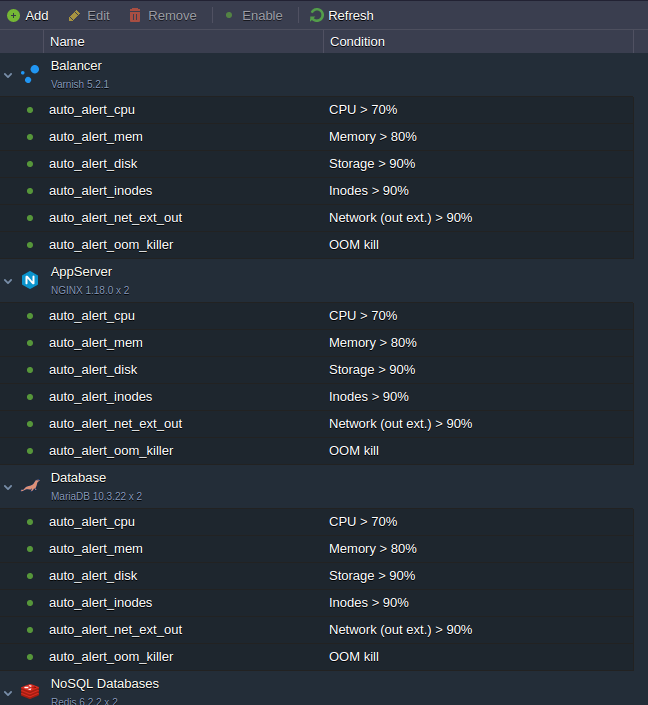 Add Edit Remove Enable Refresh
Name Condition
Balancer
Varnish 5.2.1
auto_alert_cpu CPU > 70%
auto_alert_mem Memory > 80%
auto_alert_disk Storage > 90%
auto_alert_inodes Inodes > 90%
auto_alert_net_ext_out Network (out ext.) > 90%
auto_alert_oom_killer OOM kill
AppServer
NGINX 1.18.0 x 2
auto_alert_cpu CPU > 70%
auto_alert_mem Memory > 80%
auto_alert_disk Storage > 90%
auto_alert_inodes Inodes > 90%
auto_alert_net_ext_out Network (out ext.) > 90%
auto_alert_oom_killer OOM kill
Database
MariaDB 10.3.22 x 2
auto_alert_cpu CPU > 70%
auto_alert_mem Memory > 80%
auto_alert_disk Storage > 90%
auto_alert_inodes Inodes > 90%
auto_alert_net_ext_out Network (out ext.) > 90%
auto_alert_oom_killer OOM kill
NoSQL Databases
Redis 6.2.2 x 2